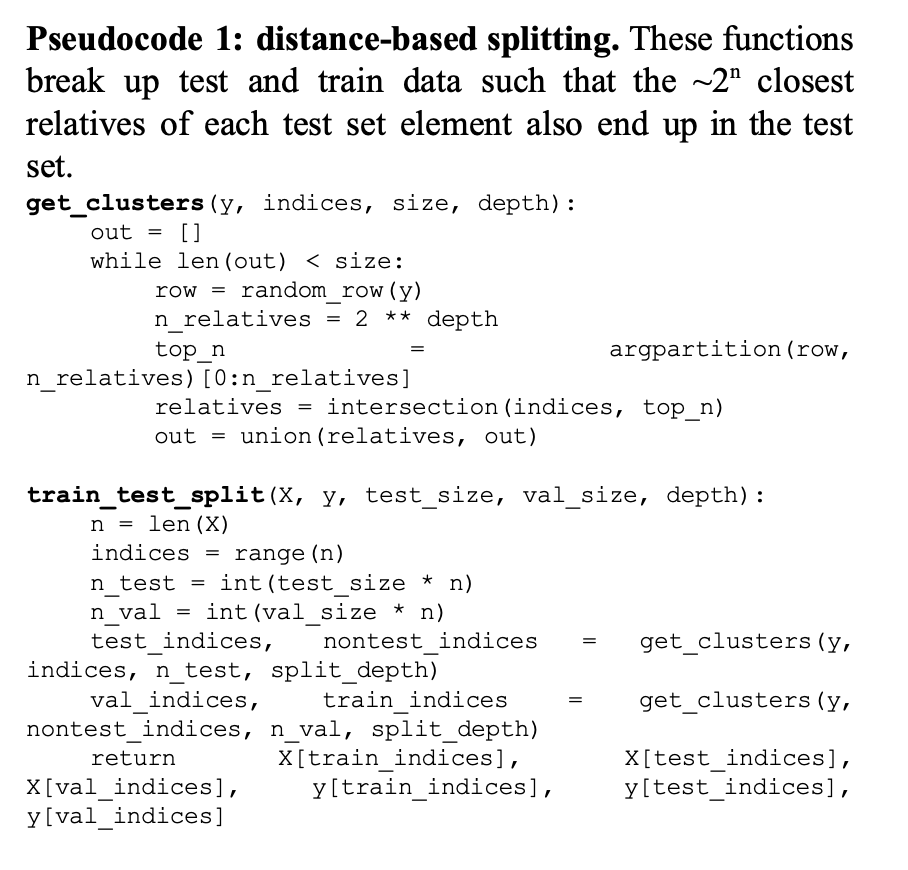 Pseudocode 1: distance-based splitting. These functions
break up test and train data such that the ~2ⁿ closest
relatives of each test set element also end up in the test
set.
get_clusters(y, indices, size, depth):
out = []
while len(out) < size:
row = random_row(y)
n_relatives = 2 ** depth
top_n = argpartition(row,
n_relatives)[0:n_relatives]
relatives = intersection(indices, top_n)
out = union(relatives, out)
train_test_split(X, y, test_size, val_size, depth):
n = len(X)
indices = range(n)
n_test = int(test_size * n)
n_val = int(val_size * n)
test_indices, nontest_indices = get_clusters(y,
indices, n_test, split_depth)
val_indices, train_indices = get_clusters(y,
nontest_indices, n_val, split_depth)
return X[train_indices], X[test_indices],
X[val_indices], y[train_indices], y[test_indices],
y[val_indices]